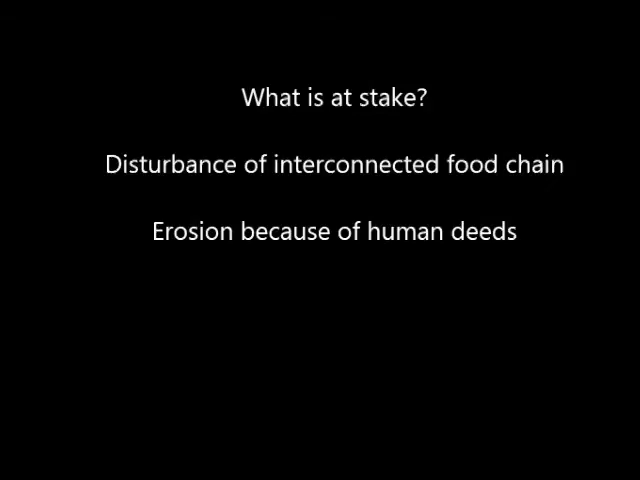 What is at stake?
Disturbance of interconnected food chain
Erosion because of human deeds